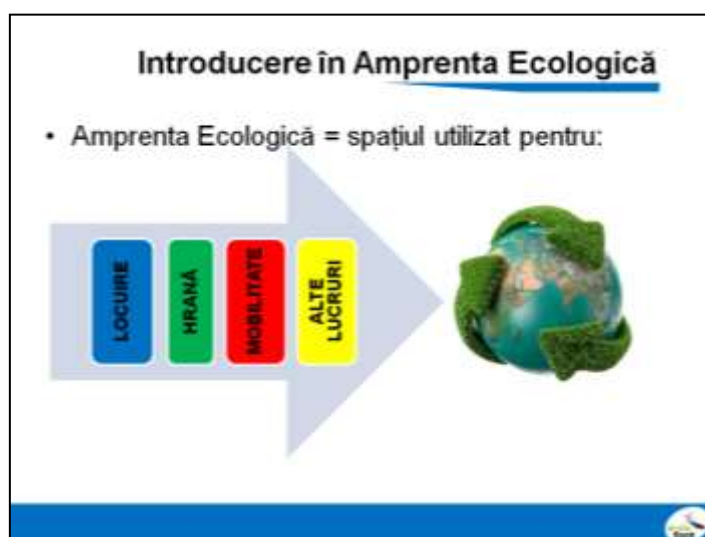 Introducere în Amprenta Ecologică
• Amprenta Ecologică = spațiul utilizat pentru:
LOCUIRE
HRANĂ
MOBILITATE
ALTE
LUCRURI